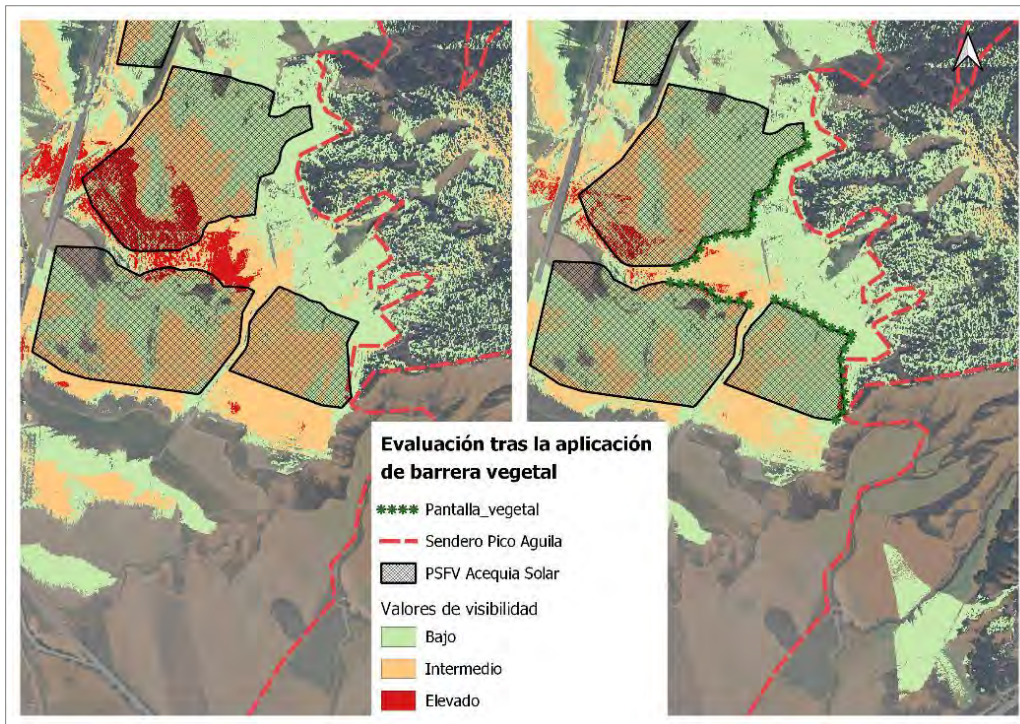 Evaluación tras la aplicación
de barrera vegetal
Pantalla_vegetal
Sendero Pico Aguila
PSFV Acequia Solar
Valores de visibilidad
Bajo
Intermedio
Elevado